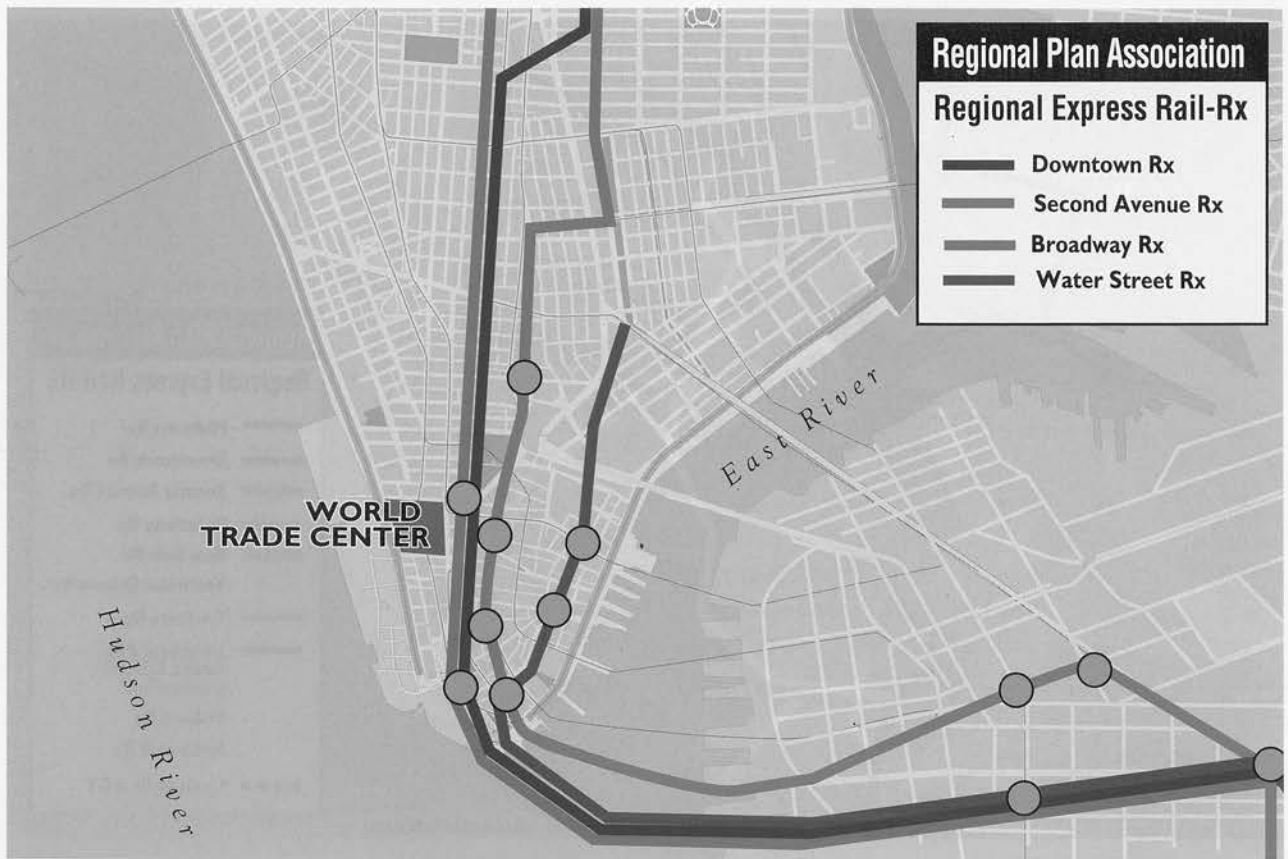 Regional Plan Association
Regional Express Rail-Rx
Downtown Rx
Second Avenue Rx
Broadway Rx
Water Street Rx
East River
WORLD
TRADE CENTER
Hudson River